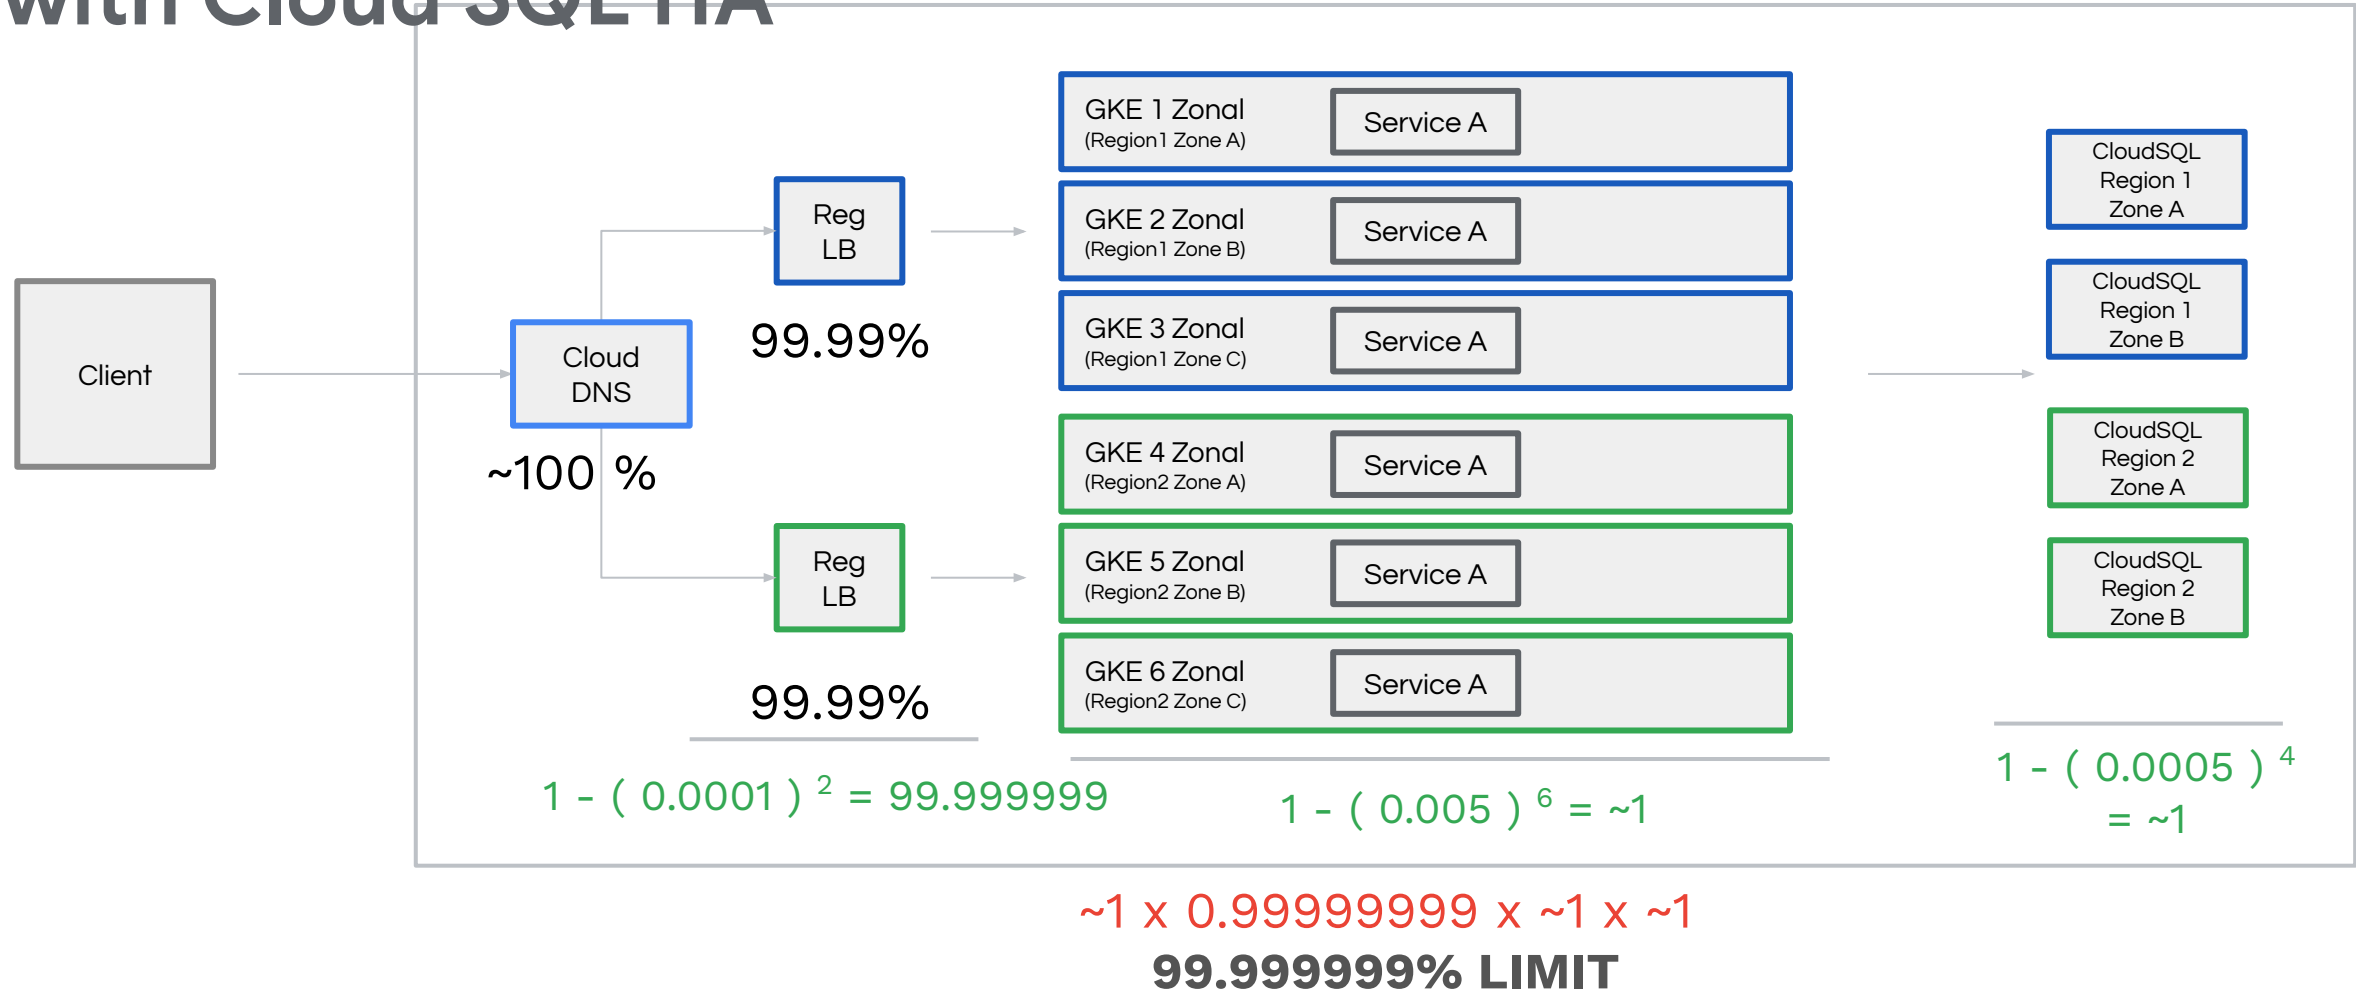 with Cloud SQL HA
Client
Cloud
DNS
~100 %
Reg
LB
99.99%
Reg
LB
99.99%
1 - ( 0.0001 ) ² = 99.999999
GKE 1 Zonal
(Region1 Zone A)
Service A
GKE 2 Zonal
(Region1 Zone B)
Service A
GKE 3 Zonal
(Region1 Zone C)
Service A
GKE 4 Zonal
(Region2 Zone A)
Service A
GKE 5 Zonal
(Region2 Zone B)
Service A
GKE 6 Zonal
(Region2 Zone C)
Service A
1 - ( 0.005 ) ⁶ = ~1
CloudSQL
Region 1
Zone A
CloudSQL
Region 1
Zone B
CloudSQL
Region 2
Zone A
CloudSQL
Region 2
Zone B
1 - ( 0.0005 ) ⁴
= ~1
~1 x 0.99999999 x ~1 x ~1
99.999999% LIMIT